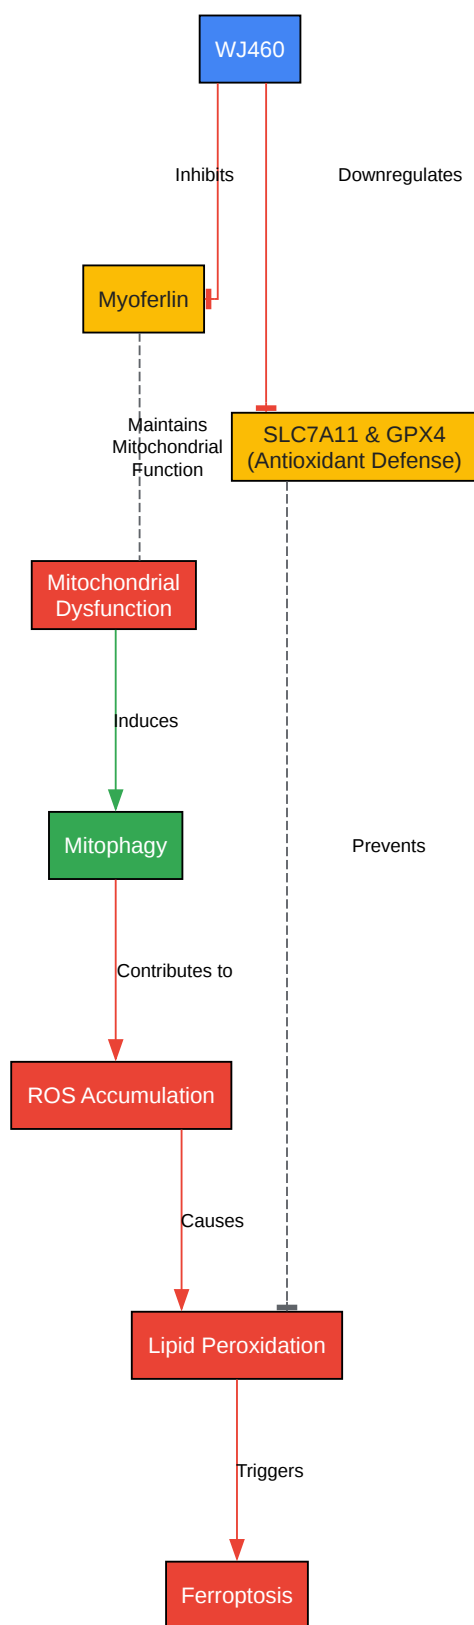 WJ460
Inhibits
Downregulates
Myoferlin
Maintains
Mitochondrial
Function
SLC7A11 & GPX4
(Antioxidant Defense)
Mitochondrial
Dysfunction
Induces
Mitophagy
Prevents
Contributes to
ROS Accumulation
Causes
Lipid Peroxidation
Triggers
Ferroptosis